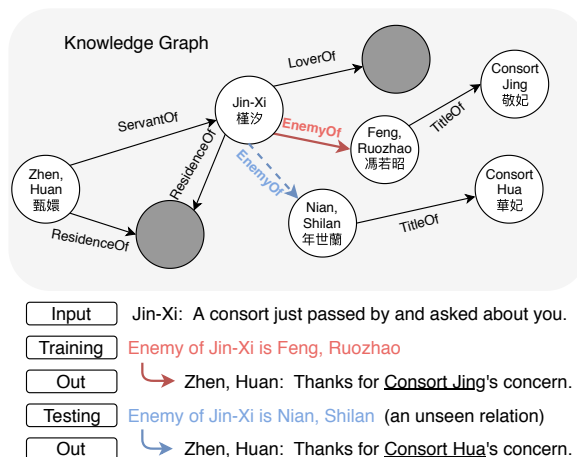 Knowledge Graph
LoverOf
Consort
Jing
敬妃
Jin-Xi
槿汐
ServantOf
EnemyOf
TitleOf
Feng,
Ruozhao
馮若昭
Zhen,
Huan
甄嬛
ResidenceOf
EnemyOf
Consort
Hua
華妃
Nian,
Shilan
年世蘭
TitleOf
ResidenceOf
Input Jin-Xi: A consort just passed by and asked about you.
Training Enemy of Jin-Xi is Feng, Ruozhao
Out Zhen, Huan: Thanks for Consort Jing's concern.
Testing Enemy of Jin-Xi is Nian, Shilan (an unseen relation)
Out Zhen, Huan: Thanks for Consort Hua's concern.